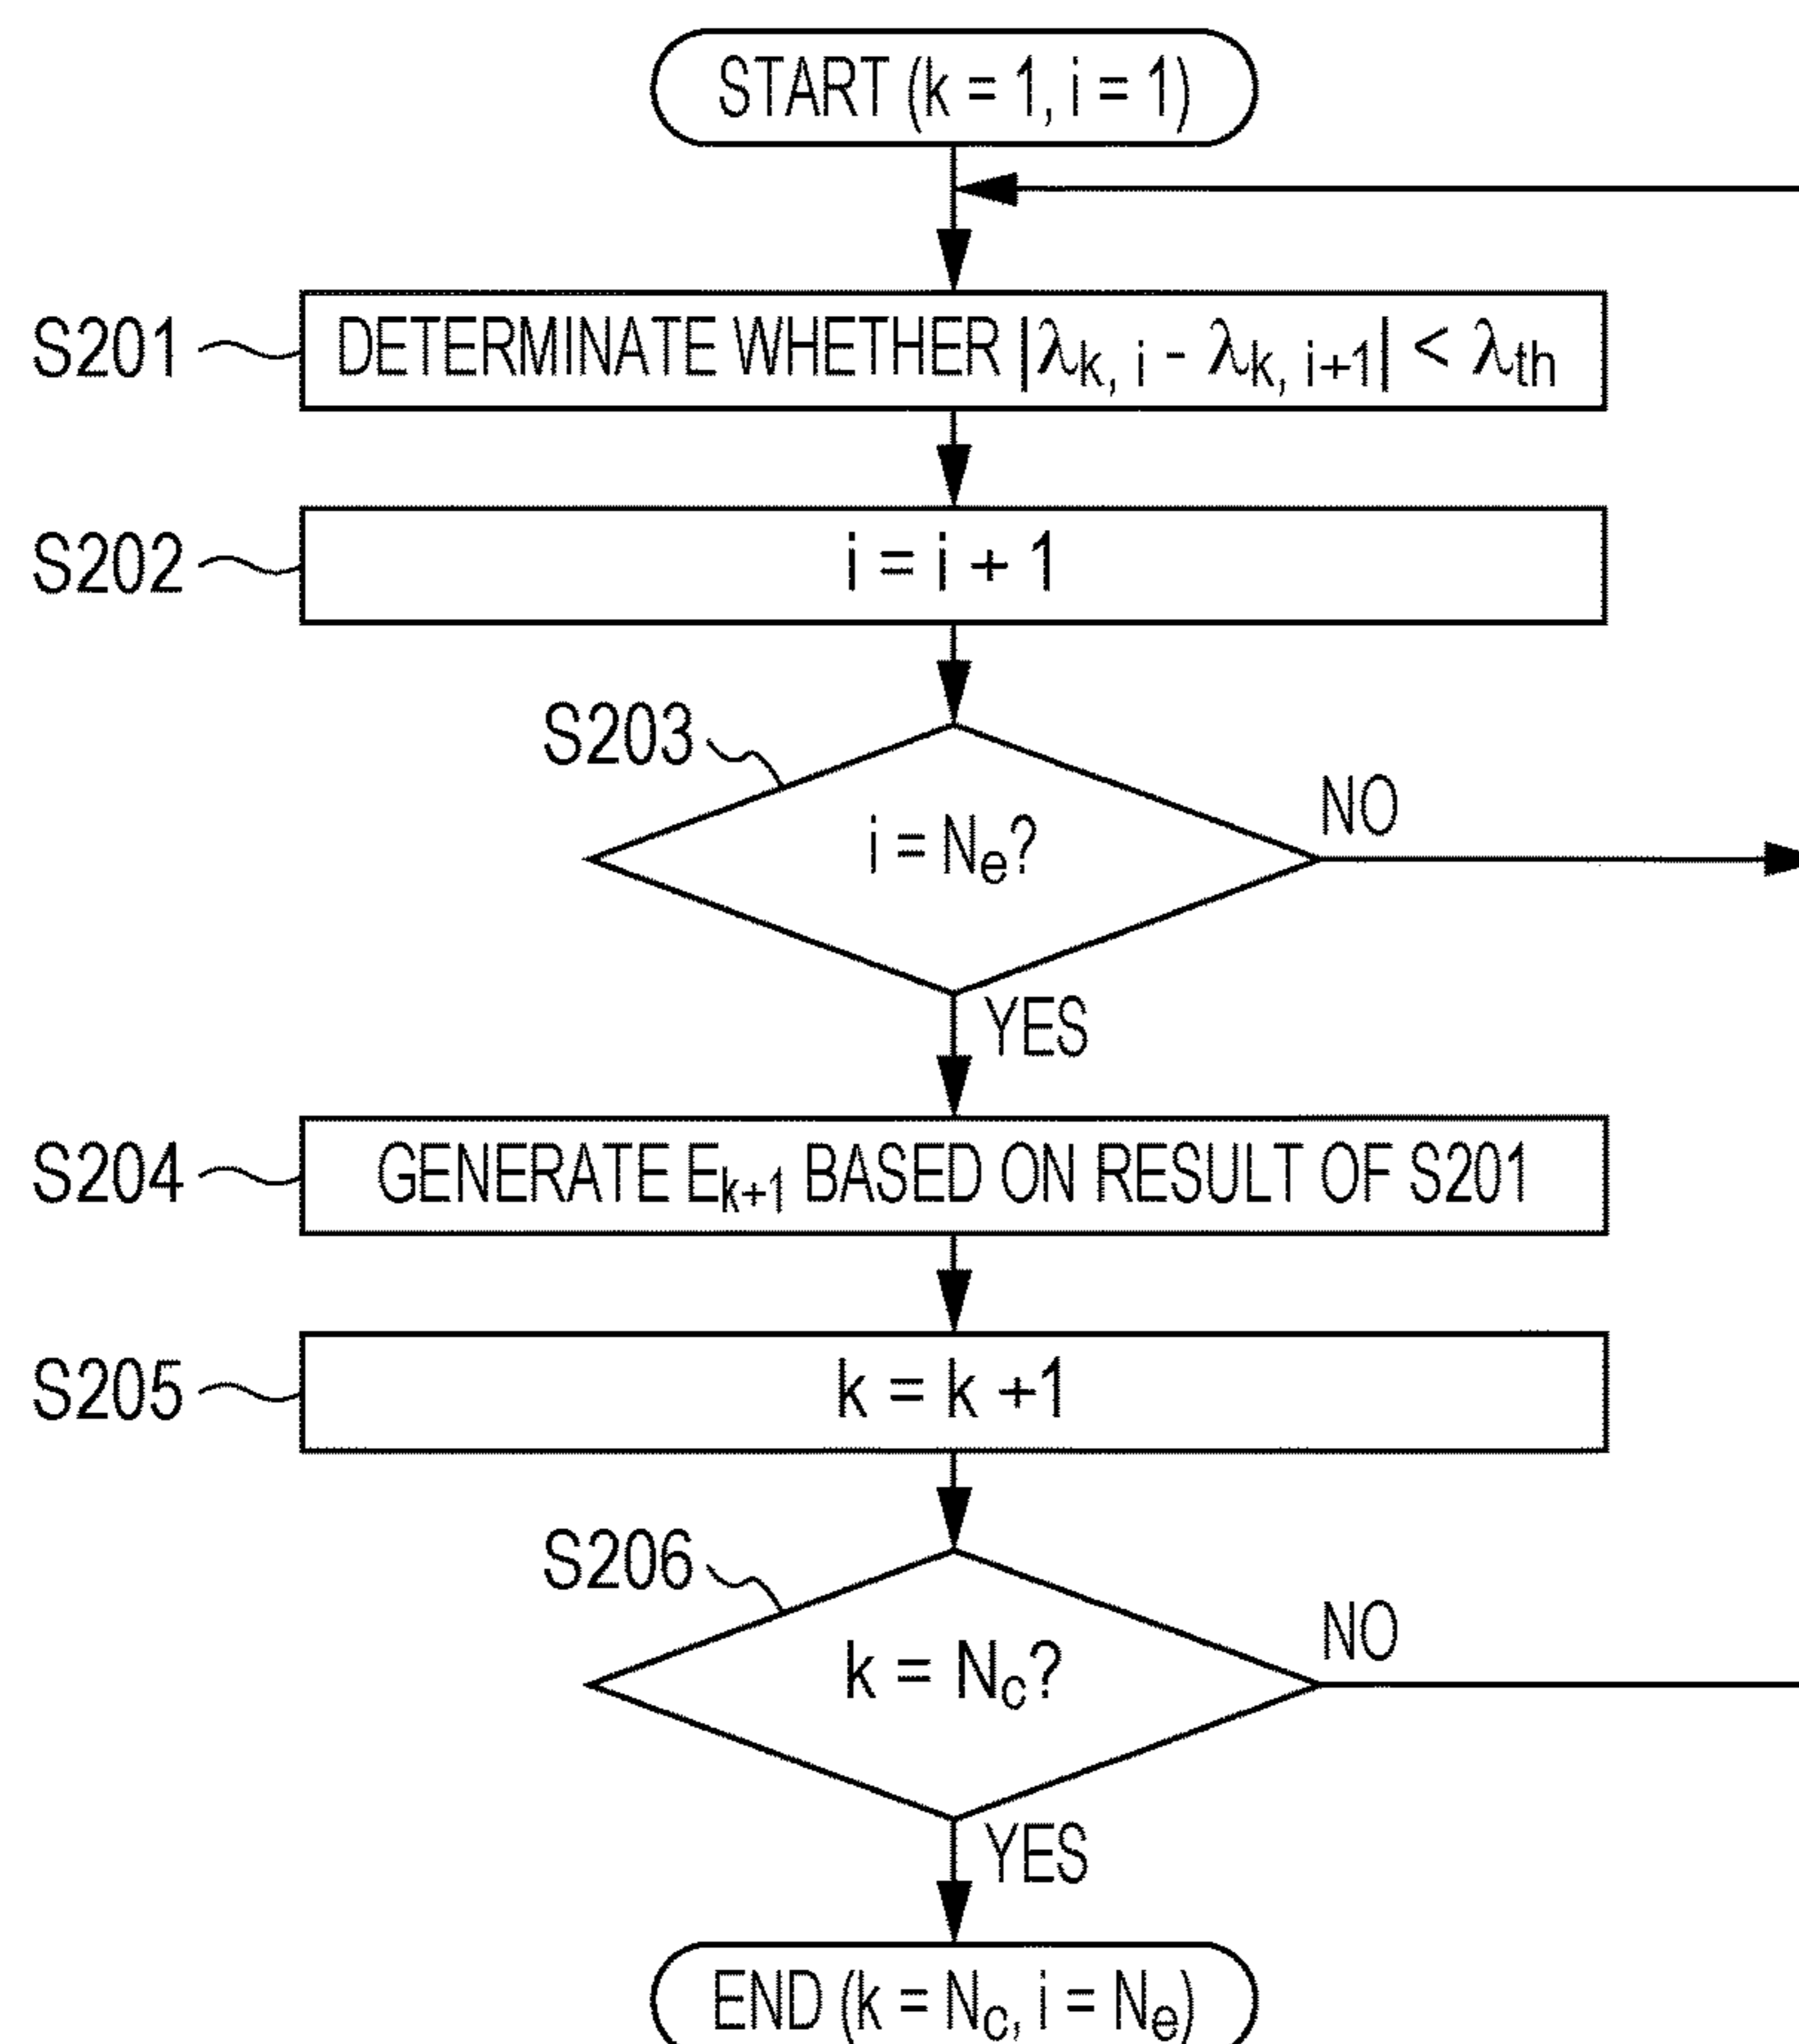 START (k = 1, i = 1)
S201
DETERMINATE WHETHER |λk, i - λk, i+1| < λth
S202
i = i + 1
S203
i = Ne?
NO
YES
S204
GENERATE Ek+1 BASED ON RESULT OF S201
S205
k = k +1
S206
k = Nc?
NO
YES
END (k = Nc, i = Ne)